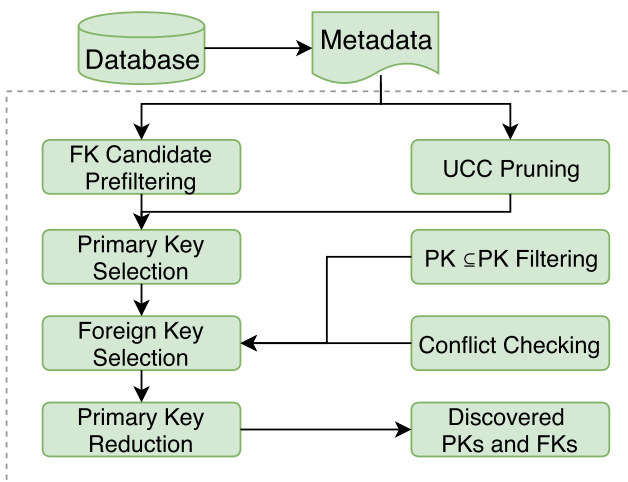 Database
Metadata
FK Candidate
Prefiltering
UCC Pruning
Primary Key
Selection
PK ⊆PK Filtering
Foreign Key
Selection
Conflict Checking
Primary Key
Reduction
Discovered
PKs and FKs